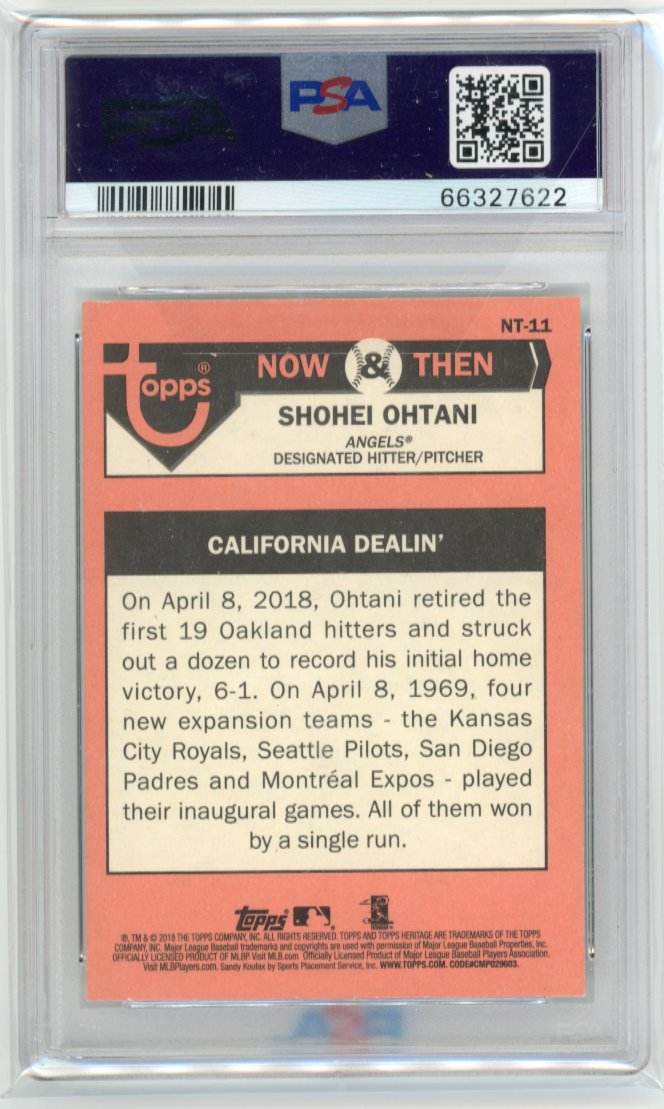 PSA
PSA
66327622
NT-11
topps® NOW & THEN
SHOHEI OHTANI
ANGELS®
DESIGNATED HITTER/PITCHER
CALIFORNIA DEALIN'
On April 8, 2018, Ohtani retired the
first 19 Oakland hitters and struck
out a dozen to record his initial home
victory, 6-1. On April 8, 1969, four
new expansion teams - the Kansas
City Royals, Seattle Pilots, San Diego
Padres and Montréal Expos - played
their inaugural games. All of them won
by a single run.
topps
®, TM & © 2018 THE TOPPS COMPANY, INC. ALL RIGHTS RESERVED. TOPPS AND TOPPS HERITAGE ARE TRADEMARKS OF THE TOPPS
COMPANY, INC. Major League Baseball trademarks and copyrights are used with permission of Major League Baseball Properties, Inc.
OFFICIALLY LICENSED PRODUCT OF MLBP. Visit MLB.com Officially Licensed Product of Major League Baseball Players Association.
Visit MLBPlayers.com. Sandy Koufax by Sports Placement Service, Inc. WWW.TOPPS.COM. CODE#CMP029603.
PSA